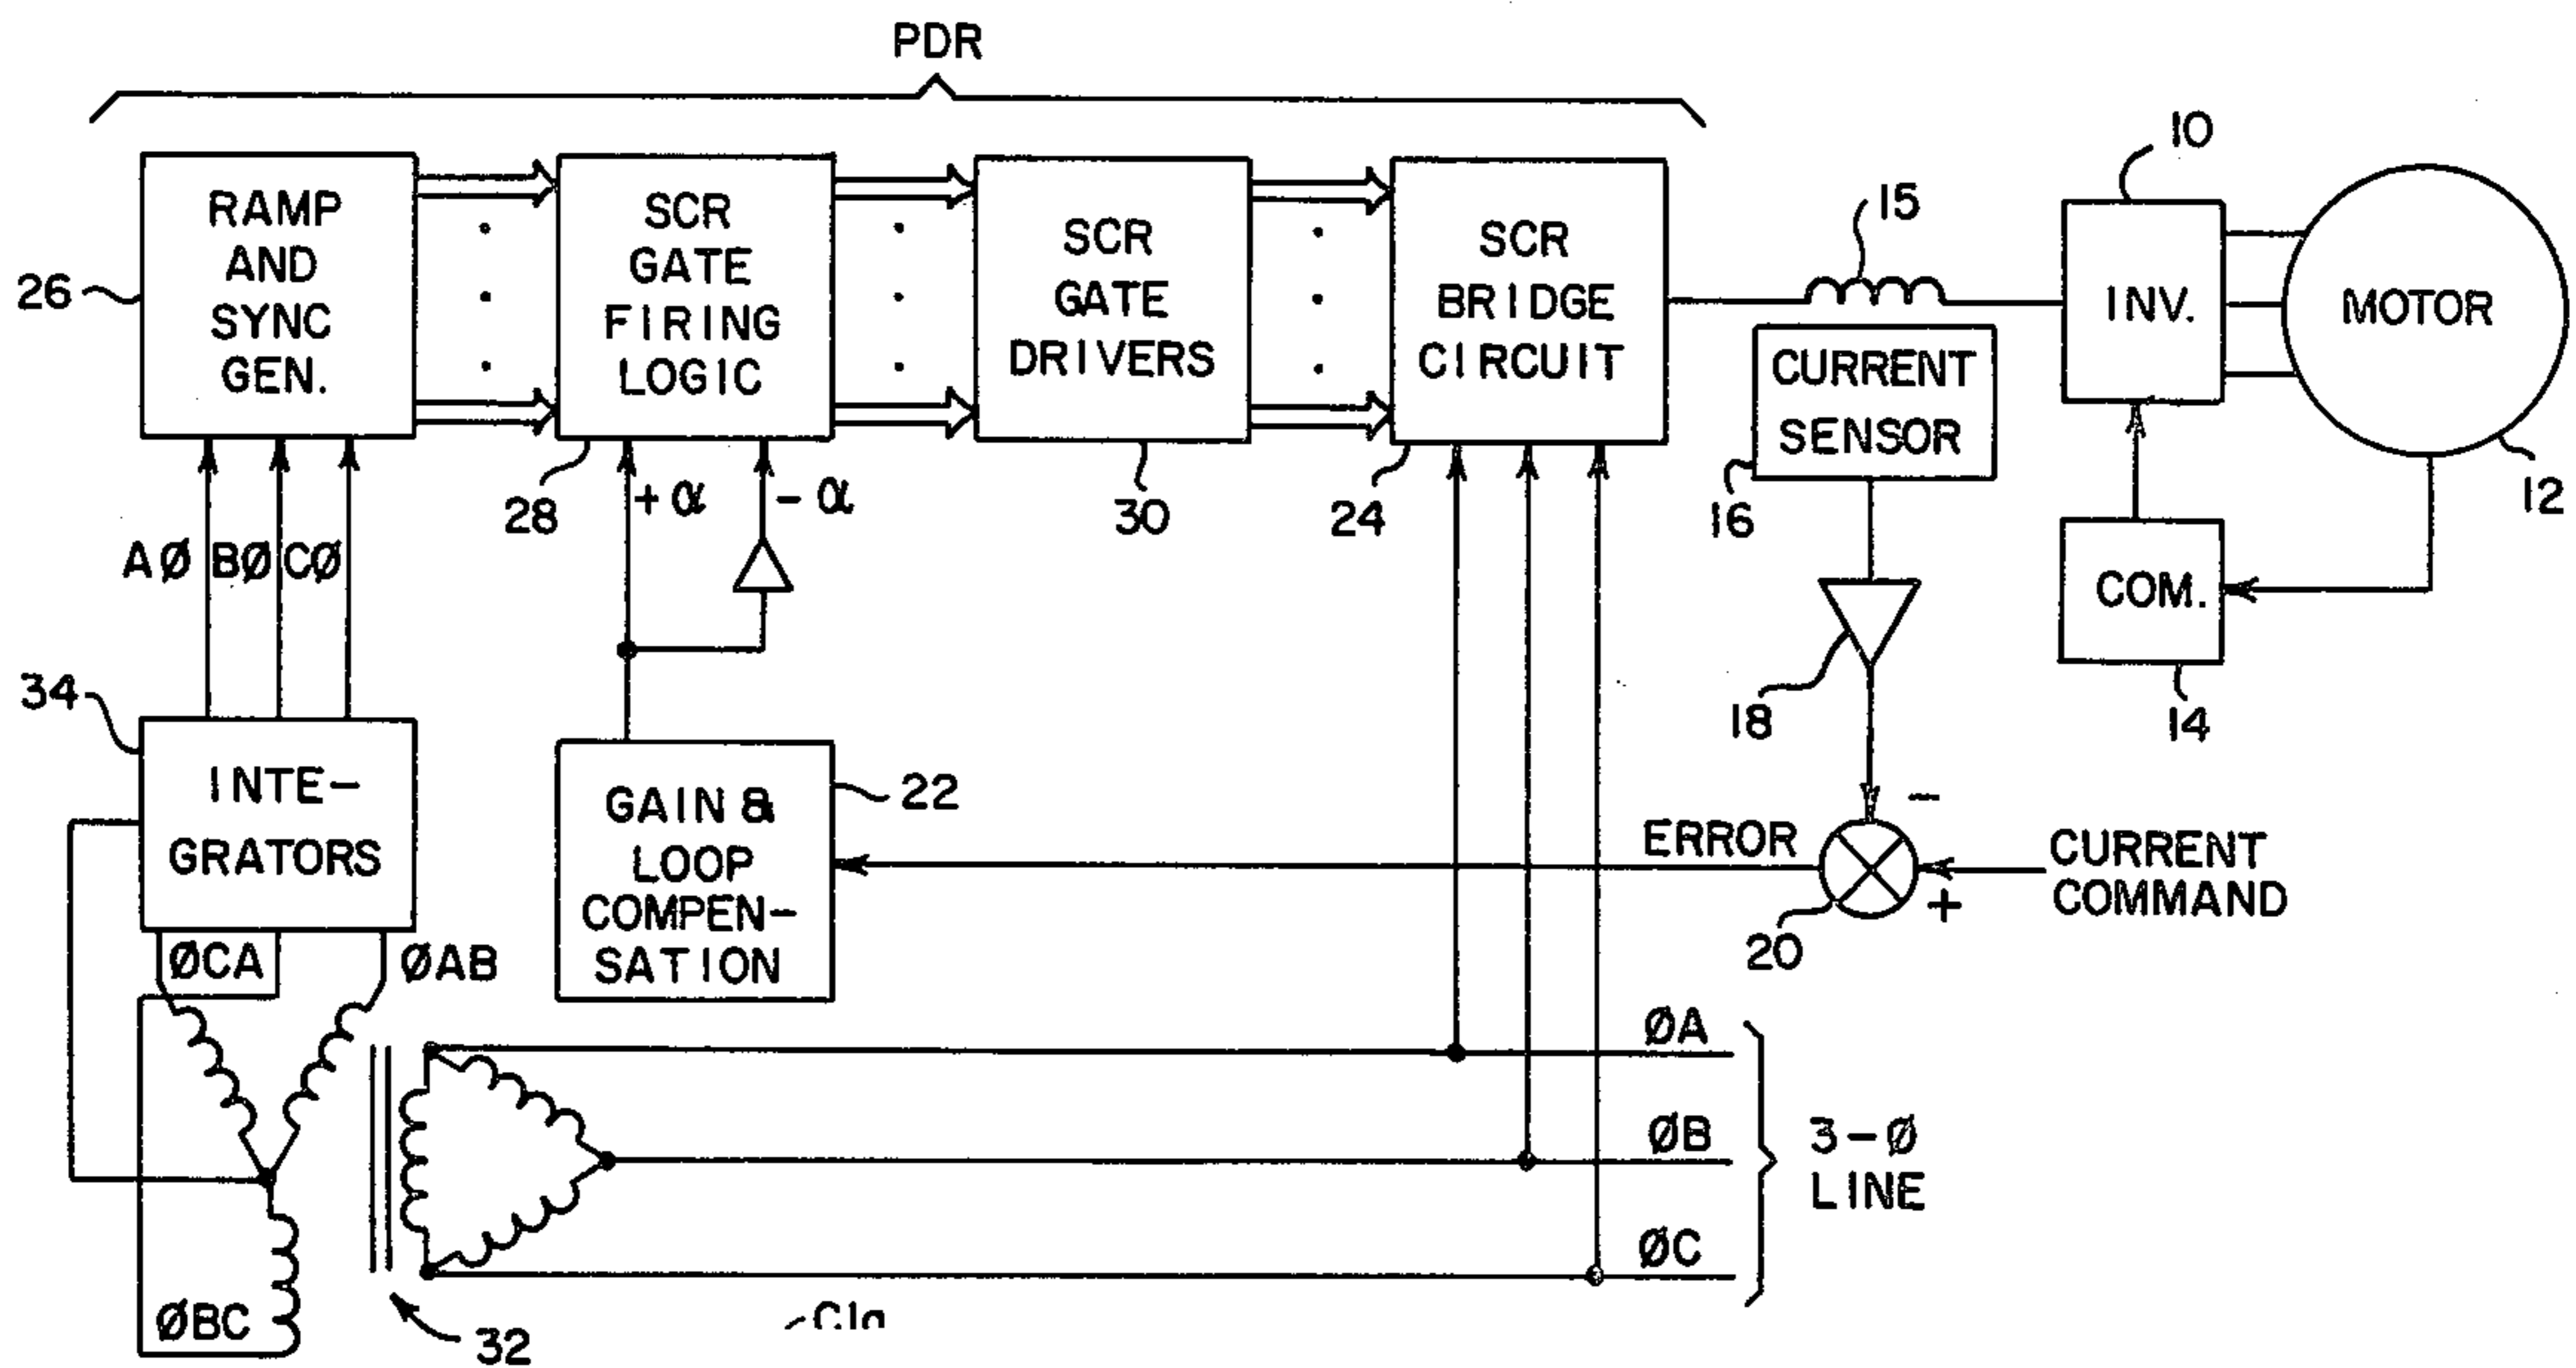 PDR
RAMP
AND
SYNC
GEN.
26
SCR
GATE
FIRING
LOGIC
28
SCR
GATE
DRIVERS
30
SCR
BRIDGE
CIRCUIT
24
15
CURRENT
SENSOR
16
10
INV.
MOTOR
12
COM.
14
+ α
- α
AØ BØ CØ
18
34
INTE-
GRATORS
GAIN &
LOOP
COMPEN-
SATION
22
ERROR
-
+
20
CURRENT
COMMAND
ØCA
ØAB
ØBC
32
ØA
ØB
ØC
3-Ø
LINE